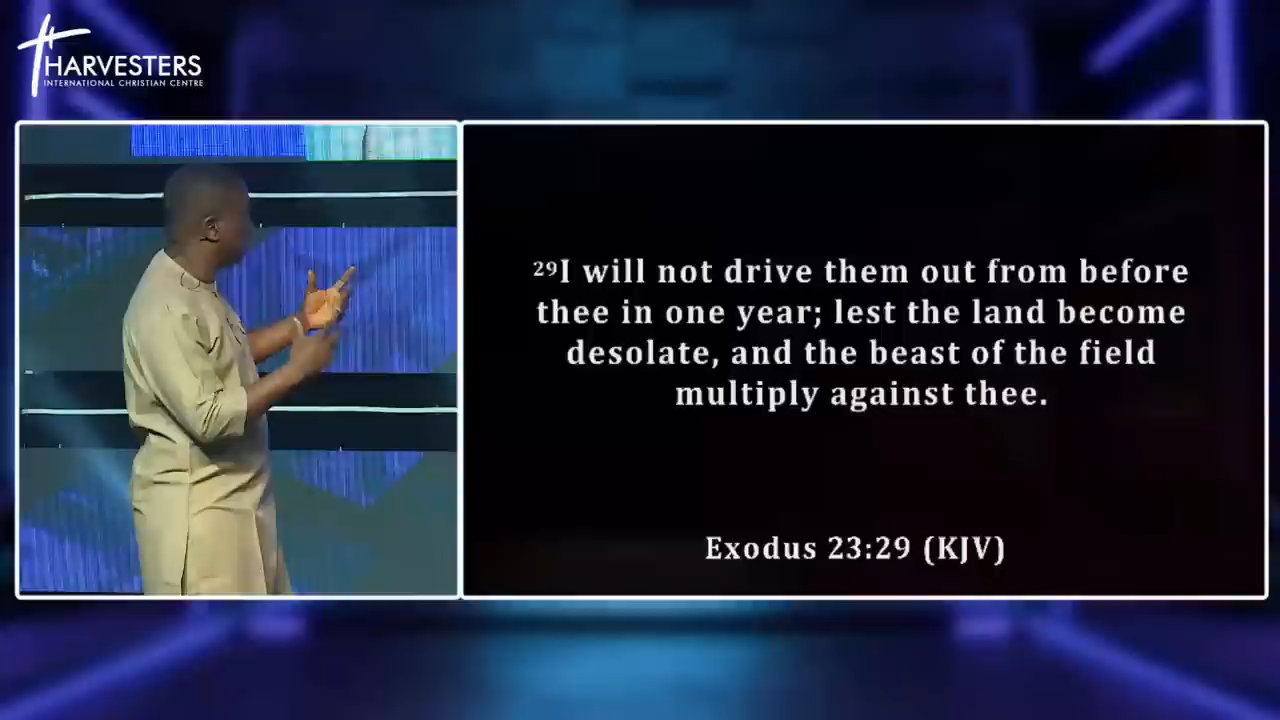 HARVESTERS
INTERNATIONAL CHRISTIAN CENTRE
29I will not drive them out from before
thee in one year; lest the land become
desolate, and the beast of the field
multiply against thee.
Exodus 23:29 (KJV)